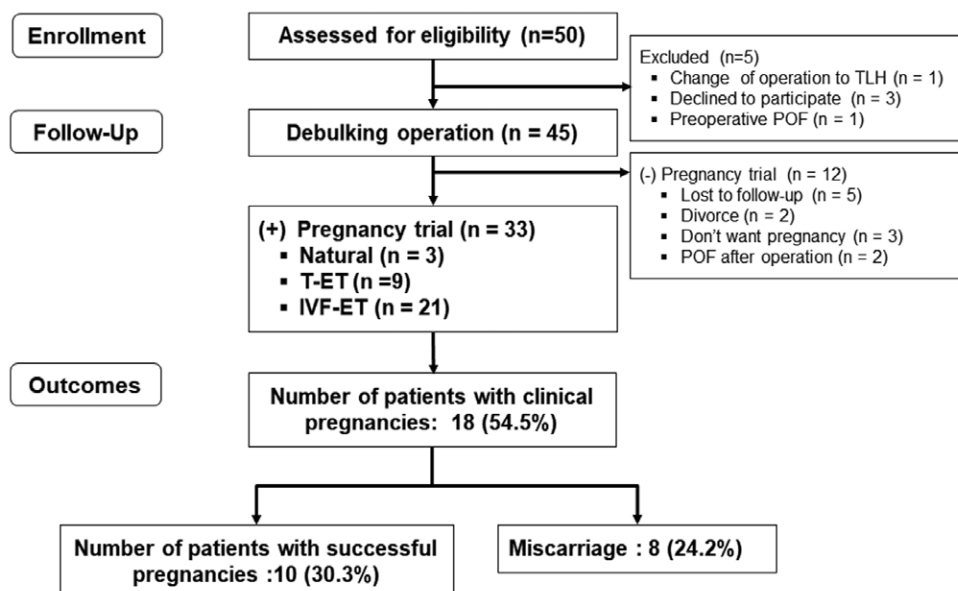 Enrollment
Assessed for eligibility (n=50)
Excluded (n=5)
▪ Change of operation to TLH (n = 1)
▪ Declined to participate (n = 3)
▪ Preoperative POF (n = 1)
Follow-Up
Debulking operation (n = 45)
(-) Pregnancy trial (n = 12)
▪ Lost to follow-up (n = 5)
▪ Divorce (n = 2)
▪ Don't want pregnancy (n = 3)
▪ POF after operation (n = 2)
(+) Pregnancy trial (n = 33)
▪ Natural (n = 3)
▪ T-ET (n =9)
▪ IVF-ET (n = 21)
Outcomes
Number of patients with clinical
pregnancies: 18 (54.5%)
Number of patients with successful
pregnancies :10 (30.3%)
Miscarriage : 8 (24.2%)